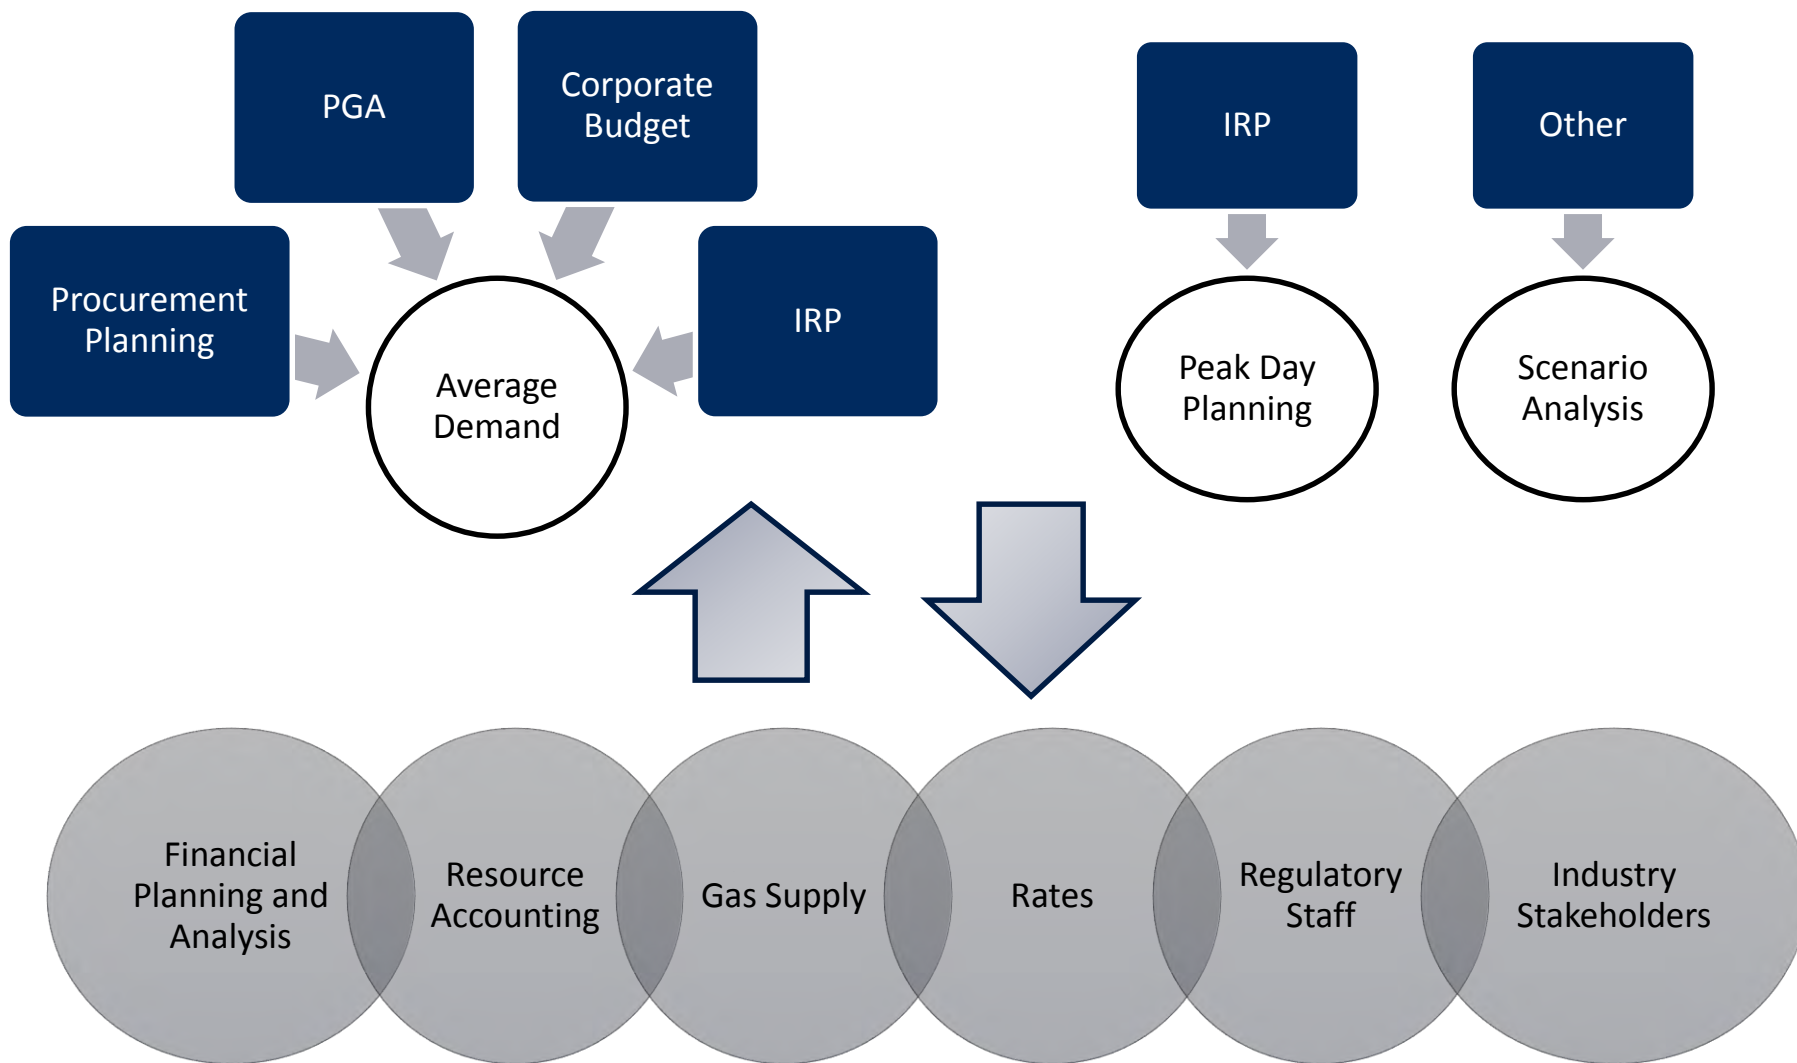 PGA
Corporate
Budget
IRP
Other
Procurement
Planning
IRP
Average
Demand
Peak Day
Planning
Scenario
Analysis
Financial
Planning and
Analysis
Resource
Accounting
Gas Supply
Rates
Regulatory
Staff
Industry
Stakeholders